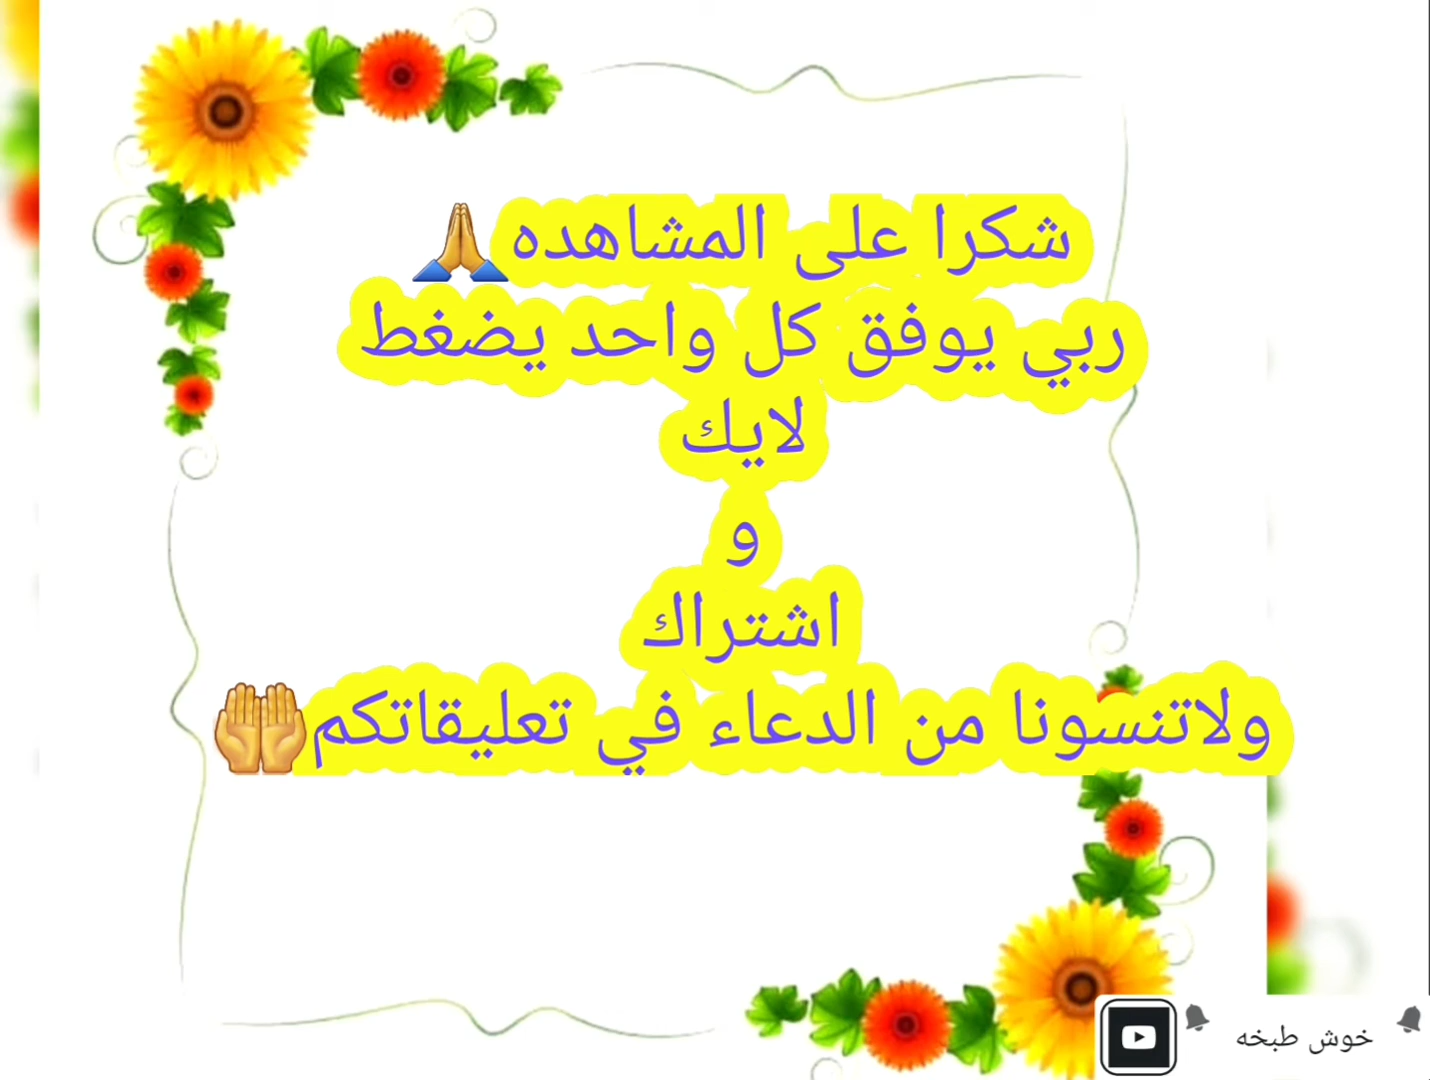 شكرا على المشاهده🙏
ربي يوفق كل واحد يضغط
لايك
و
اشتراك
ولاتنسونا من الدعاء في تعليقاتكم🤲
خوش طبخه